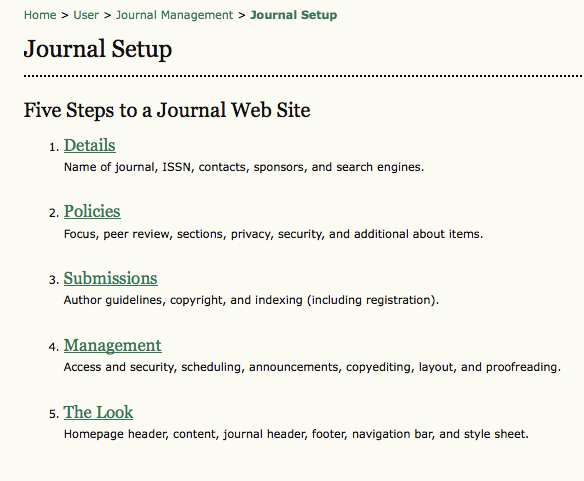 Home > User > Journal Management > Journal Setup
Journal Setup
Five Steps to a Journal Web Site
1. Details
Name of journal, ISSN, contacts, sponsors, and search engines.
2. Policies
Focus, peer review, sections, privacy, security, and additional about items.
3. Submissions
Author guidelines, copyright, and indexing (including registration).
4. Management
Access and security, scheduling, announcements, copyediting, layout, and proofreading.
5. The Look
Homepage header, content, journal header, footer, navigation bar, and style sheet.